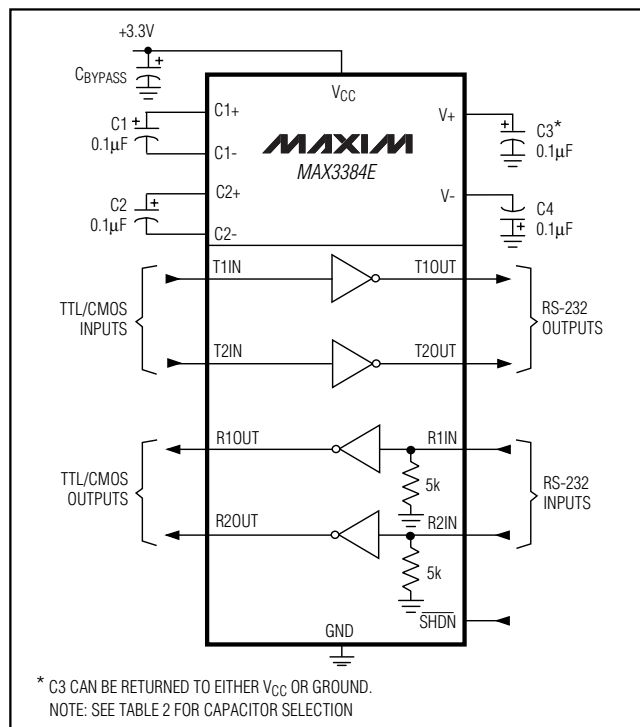 +3.3V
CBYPASS
VCC
C1+
V+
C1
0.1µF
C3*
0.1µF
C1-
MAXIM
MAX3384E
C2+
V-
C2
0.1µF
C4
0.1µF
C2-
T1IN
T1OUT
TTL/CMOS
INPUTS
RS-232
OUTPUTS
T2IN
T2OUT
R1OUT
R1IN
TTL/CMOS
OUTPUTS
5k
RS-232
INPUTS
R2OUT
R2IN
5k
SHDN
GND
* C3 CAN BE RETURNED TO EITHER VCC OR GROUND.
NOTE: SEE TABLE 2 FOR CAPACITOR SELECTION